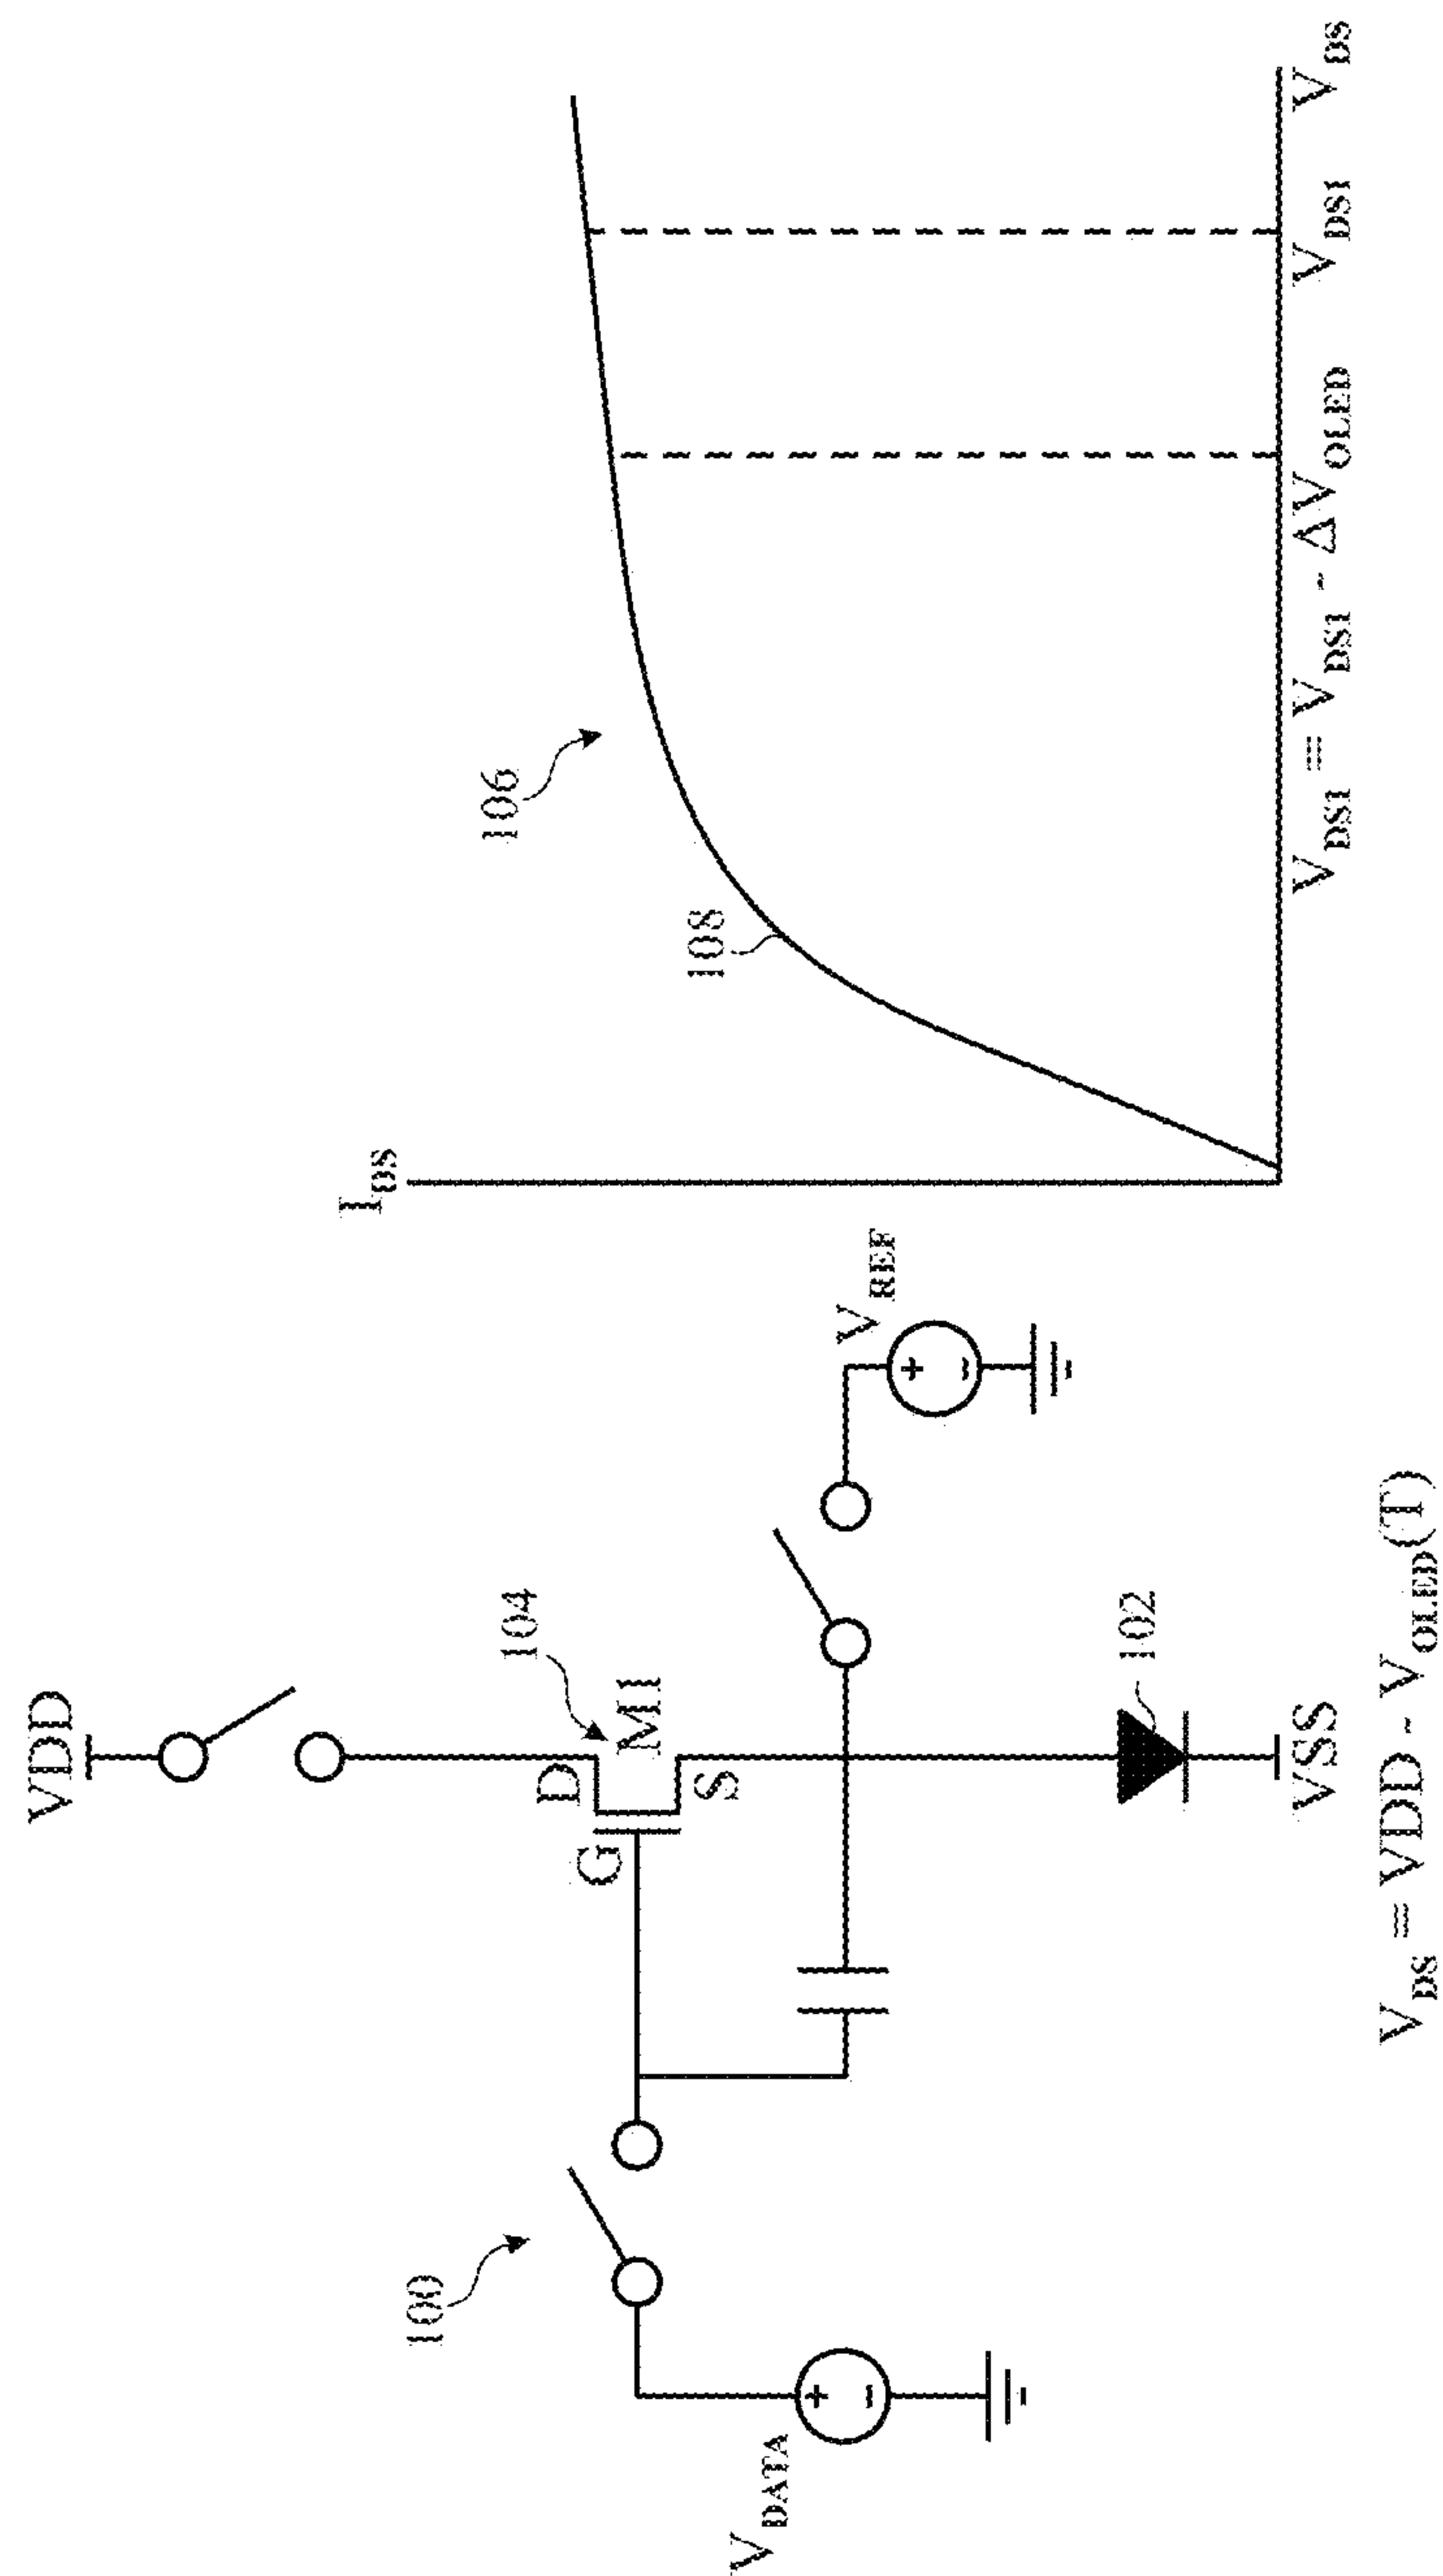 VDD
100
104
D
G
M1
S
V_DATA
+
-
V_REF
+
-
102
VSS
V_DS = VDD - V_OLED(T)
I_DS
106
108
V_DS1 = V_DS1 - ΔV_OLED
V_DS1
V_DS